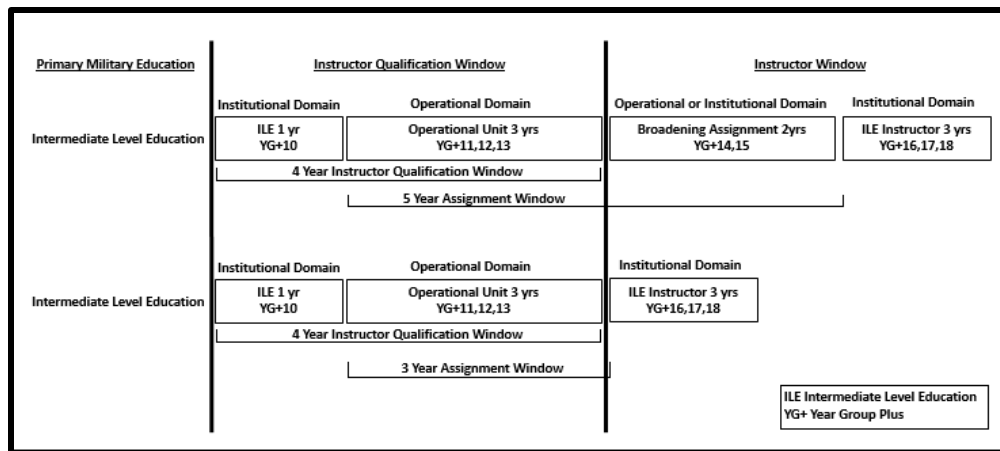 Primary Military Education
Instructor Qualification Window
Instructor Window
Institutional Domain
Operational Domain
Operational or Institutional Domain
Institutional Domain
Intermediate Level Education
ILE 1 yr
YG+10
Operational Unit 3 yrs
YG+11,12,13
Broadening Assignment 2yrs
YG+14,15
ILE Instructor 3 yrs
YG+16,17,18
4 Year Instructor Qualification Window
5 Year Assignment Window
Institutional Domain
Operational Domain
Institutional Domain
Intermediate Level Education
ILE 1 yr
YG+10
Operational Unit 3 yrs
YG+11,12,13
ILE Instructor 3 yrs
YG+16,17,18
4 Year Instructor Qualification Window
3 Year Assignment Window
ILE Intermediate Level Education
YG+ Year Group Plus